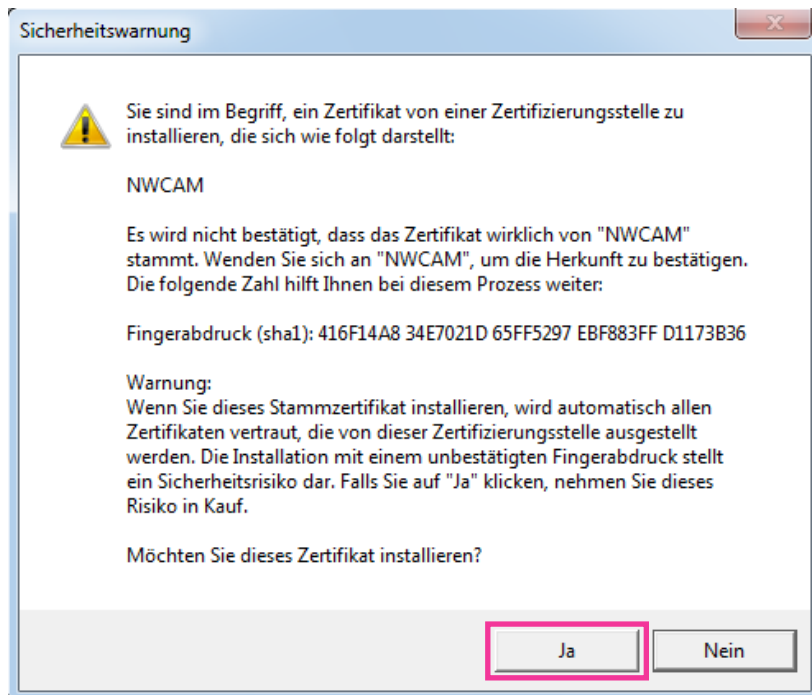 Sicherheitswarnung
Sie sind im Begriff, ein Zertifikat von einer Zertifizierungsstelle zu
installieren, die sich wie folgt darstellt:
NWCAM
Es wird nicht bestätigt, dass das Zertifikat wirklich von "NWCAM"
stammt. Wenden Sie sich an "NWCAM", um die Herkunft zu bestätigen.
Die folgende Zahl hilft Ihnen bei diesem Prozess weiter:
Fingerabdruck (sha1): 416F14A8 34E7021D 65FF5297 EBF883FF D1173B36
Warnung:
Wenn Sie dieses Stammzertifikat installieren, wird automatisch allen
Zertifikaten vertraut, die von dieser Zertifizierungsstelle ausgestellt
werden. Die Installation mit einem unbestätigten Fingerabdruck stellt
ein Sicherheitsrisiko dar. Falls Sie auf "Ja" klicken, nehmen Sie dieses
Risiko in Kauf.
Möchten Sie dieses Zertifikat installieren?
Ja Nein